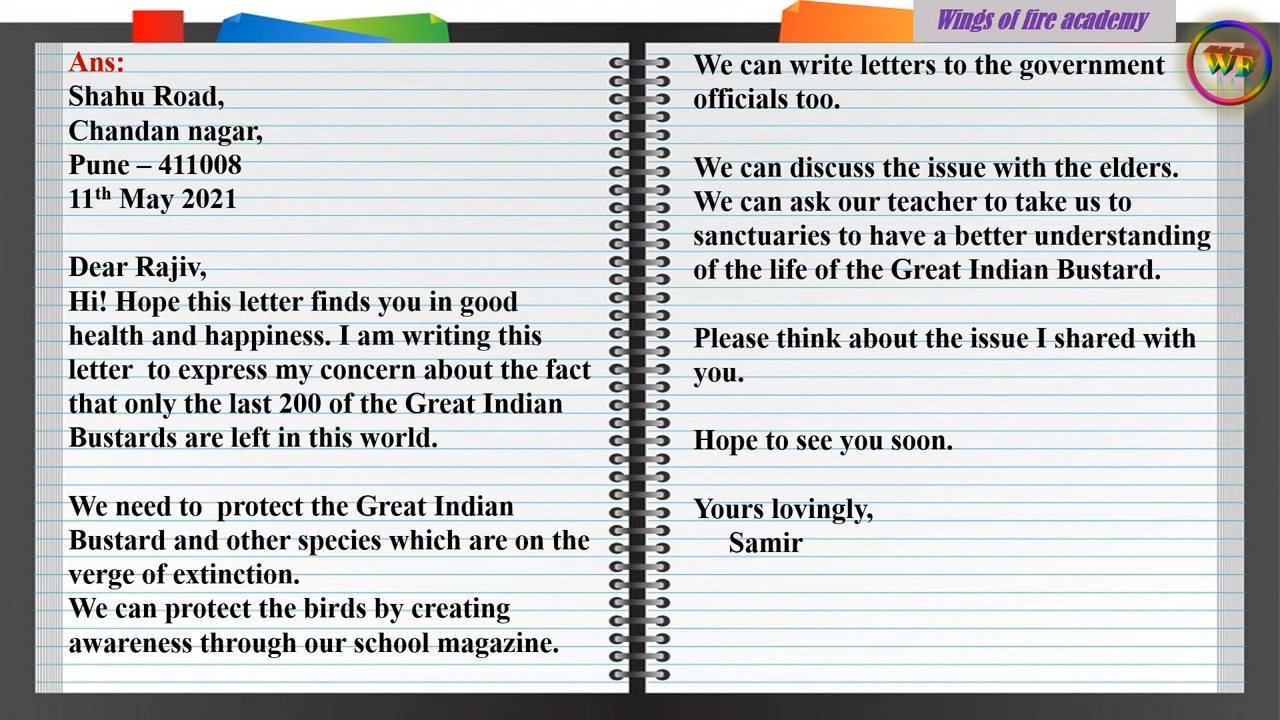 Wings of fire academy
WF
Ans:
Shahu Road,
Chandan nagar,
Pune – 411008
11th May 2021
Dear Rajiv,
Hi! Hope this letter finds you in good
health and happiness. I am writing this
letter  to express my concern about the fact
that only the last 200 of the Great Indian
Bustards are left in this world.
We need to  protect the Great Indian
Bustard and other species which are on the
verge of extinction.
We can protect the birds by creating
awareness through our school magazine.
We can write letters to the government
officials too.
We can discuss the issue with the elders.
We can ask our teacher to take us to
sanctuaries to have a better understanding
of the life of the Great Indian Bustard.
Please think about the issue I shared with
you.
Hope to see you soon.
Yours lovingly,
Samir